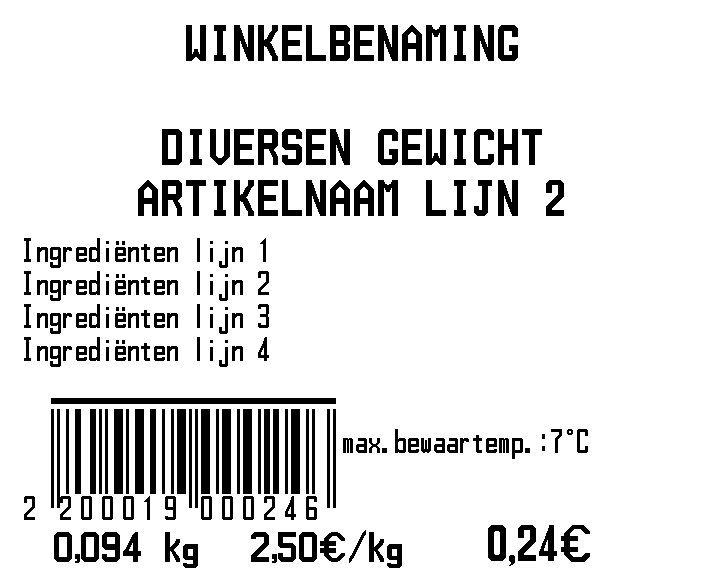 WINKELBENAMING
DIVERSEN GEWICHT
ARTIKELNAAM LIJN 2
Ingrediënten lijn 1
Ingrediënten lijn 2
Ingrediënten lijn 3
Ingrediënten lijn 4
max.bewaartemp.:7°C
2 200019 000246
0,094 kg 2,50€/kg 0,24€